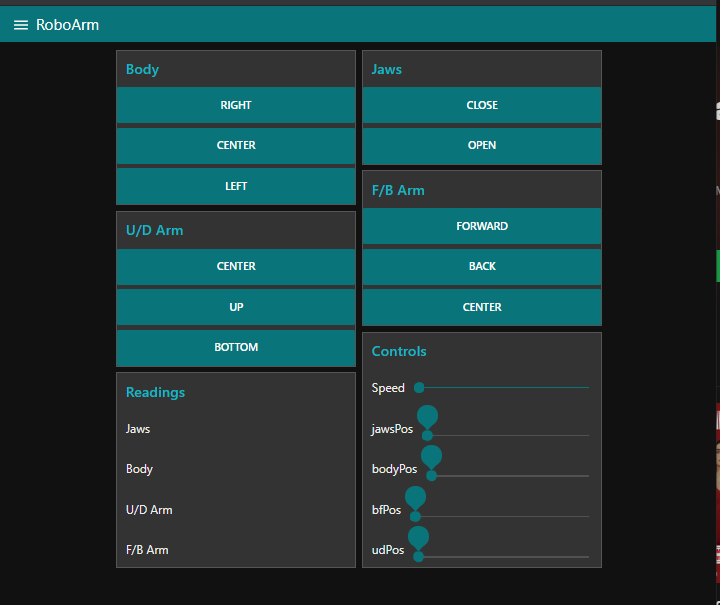 RoboArm
Body
RIGHT
CENTER
LEFT
U/D Arm
CENTER
UP
BOTTOM
Readings
Jaws
Body
U/D Arm
F/B Arm
Jaws
CLOSE
OPEN
F/B Arm
FORWARD
BACK
CENTER
Controls
Speed
jawsPos
bodyPos
bfPos
udPos